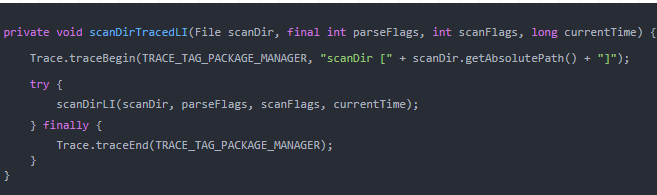 private void scanDirTracedLI(File scanDir, final int parseFlags, int scanFlags, long currentTime) {
Trace.traceBegin(TRACE_TAG_PACKAGE_MANAGER, "scanDir [" + scanDir.getAbsolutePath() + "]");
try {
scanDirLI(scanDir, parseFlags, scanFlags, currentTime);
} finally {
Trace.traceEnd(TRACE_TAG_PACKAGE_MANAGER);
}
}